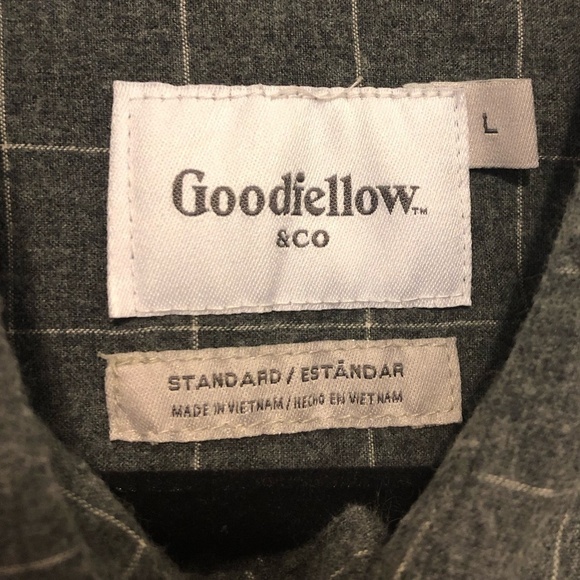 Goodfellow™
&CO
L
STANDARD / ESTÁNDAR
MADE IN VIETNAM / HECHO EN VIETNAM